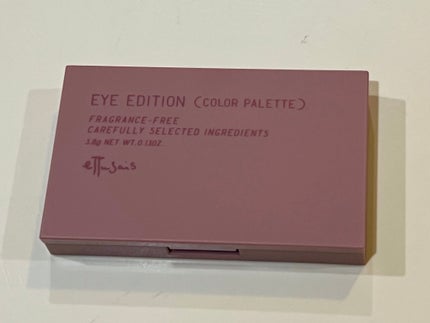 EYE EDITION (COLOR PALETTE)
FRAGRANCE-FREE
CAREFULLY SELECTED INGREDIENTS
3.8g NET WT. 0.13OZ.
ettusais